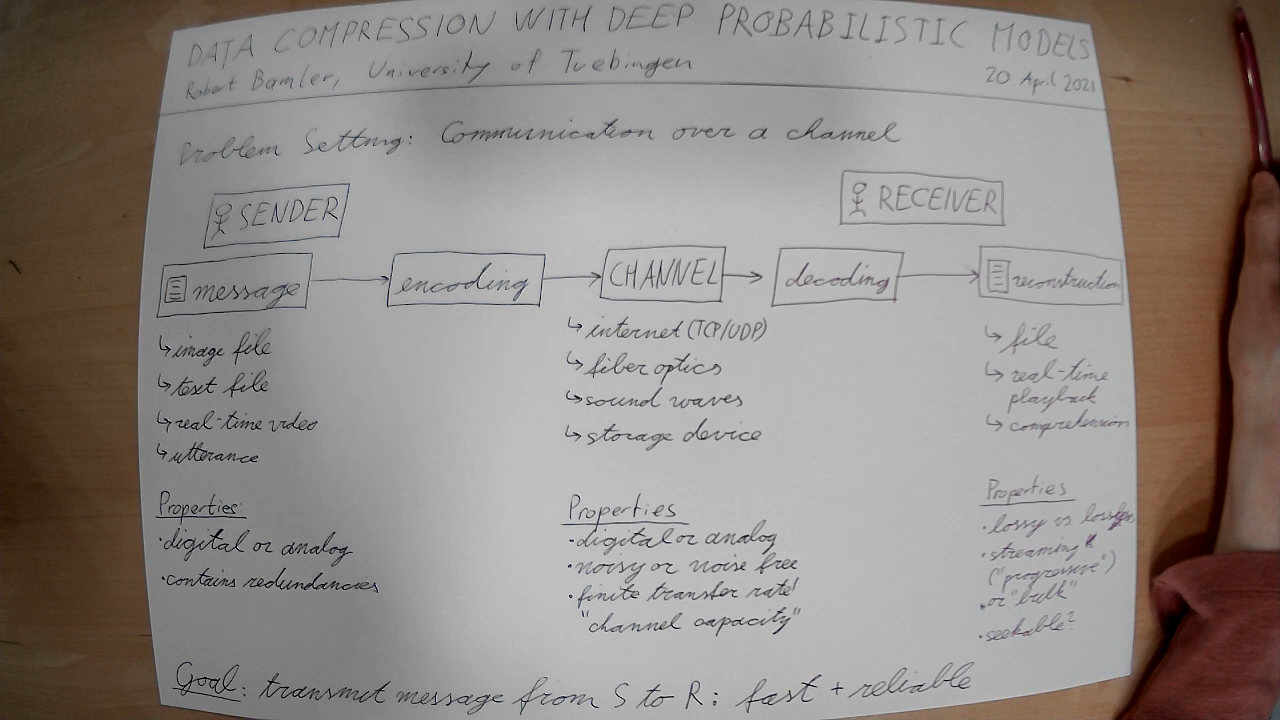 DATA COMPRESSION WITH DEEP PROBABILISTIC MODELS
Robert Bamler, University of Tuebingen
20 April 2021
Problem Setting: Communication over a channel
SENDER
RECEIVER
message
encoding
CHANNEL
decoding
reconstruction
↳ image file
↳ text file
↳ real-time video
↳ utterance
Properties:
· digital or analog
· contains redundancies
↳ internet (TCP/UDP)
↳ fiber optics
↳ sound waves
↳ storage device
Properties
· digital or analog
· noisy or noise free
· finite transfer rate
"channel capacity"
↳ file
↳ real-time
playback
↳ comprehension
Properties
· lossy vs lossless
· streaming"
("progressive")
· or "bulk"
· seekable?
Goal: transmit message from S to R: fast + reliable